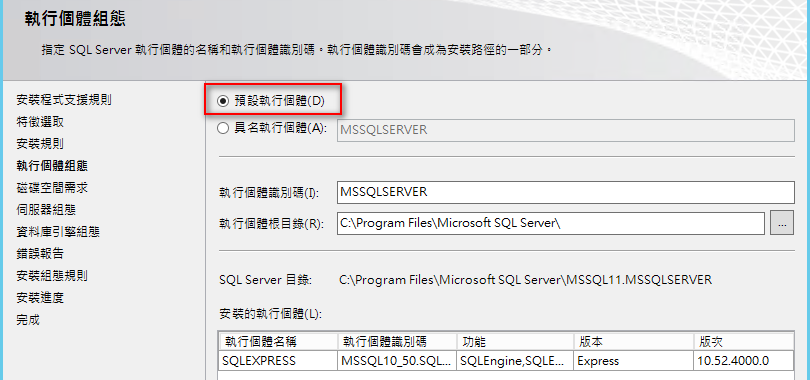 執行個體組態
指定 SQL Server 執行個體的名稱和執行個體識別碼。執行個體識別碼會成為安裝路徑的一部分。
安裝程式支援規則
特徵選取
安裝規則
執行個體組態
磁碟空間需求
伺服器組態
資料庫引擎組態
錯誤報告
安裝組態規則
安裝進度
完成
預設執行個體(D)
具名執行個體(A): MSSQLSERVER
執行個體識別碼(I): MSSQLSERVER
執行個體根目錄(R): C:\Program Files\Microsoft SQL Server\ ...
SQL Server 目錄: C:\Program Files\Microsoft SQL Server\MSSQL11.MSSQLSERVER
安裝的執行個體(L):
執行個體名稱 執行個體識別碼 功能 版本 版次
SQLEXPRESS MSSQL10_50.SQL... SQLEngine,SQLE... Express 10.52.4000.0